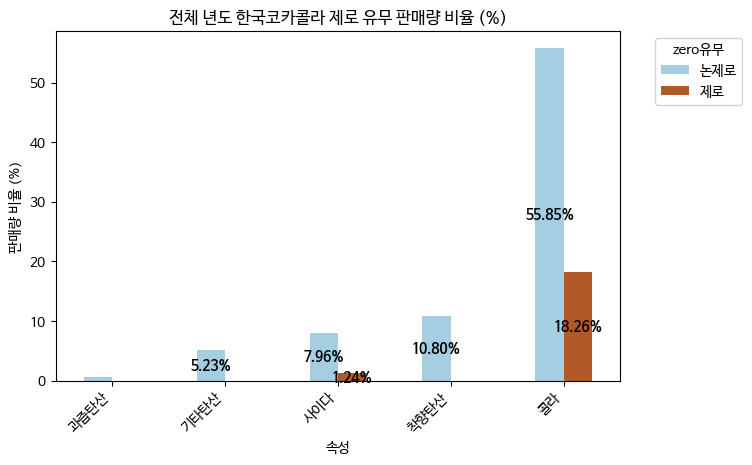 전체 년도 한국코카콜라 제로 유무 판매량 비율 (%)
zero유무
논제로
제로
판매량 비율 (%)
50
40
30
20
10
0
55.85%
18.26%
10.80%
7.96%
1.24%
5.23%
과즙탄산
기타탄산
사이다
착향탄산
콜라
속성